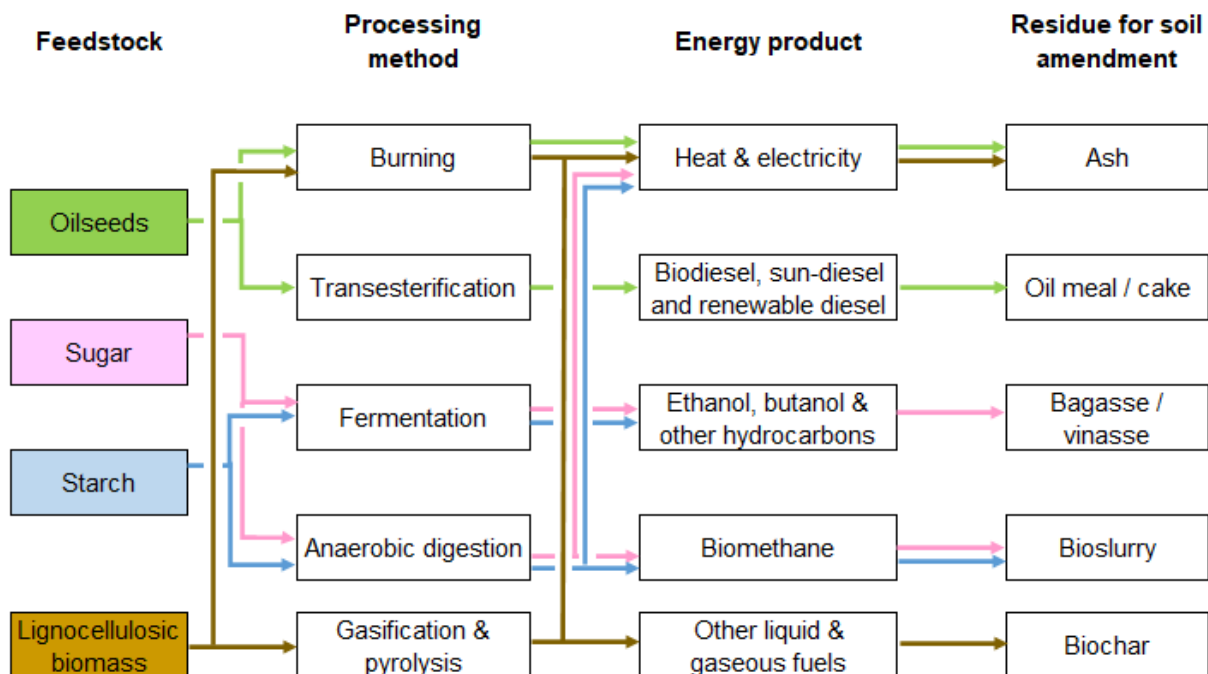 Feedstock
Processing
method
Energy product
Residue for soil
amendment
Oilseeds
Sugar
Starch
Lignocellulosic
biomass
Burning
Transesterification
Fermentation
Anaerobic digestion
Gasification &
pyrolysis
Heat & electricity
Biodiesel, sun-diesel
and renewable diesel
Ethanol, butanol &
other hydrocarbons
Biomethane
Other liquid &
gaseous fuels
Ash
Oil meal / cake
Bagasse /
vinasse
Bioslurry
Biochar